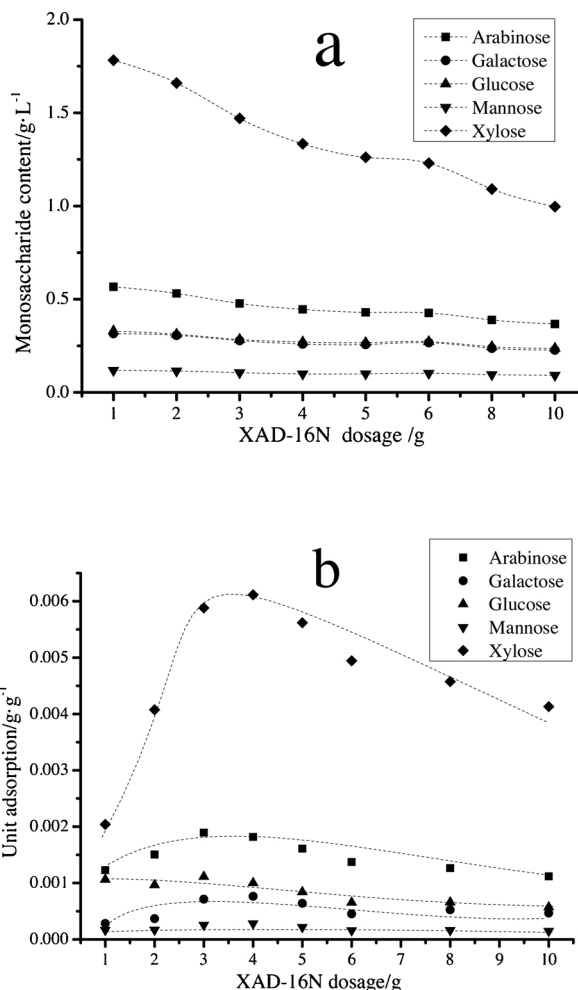 a
Arabinose
Galactose
Glucose
Mannose
Xylose
Monosaccharide content/g·L⁻¹
2.0
1.5
1.0
0.5
0.0
1 2 3 4 5 6 8 10
XAD-16N dosage /g
b
Arabinose
Galactose
Glucose
Mannose
Xylose
Unit adsorption/g·g⁻¹
0.006
0.005
0.004
0.003
0.002
0.001
0.000
1 2 3 4 5 6 7 8 9 10
XAD-16N dosage/g